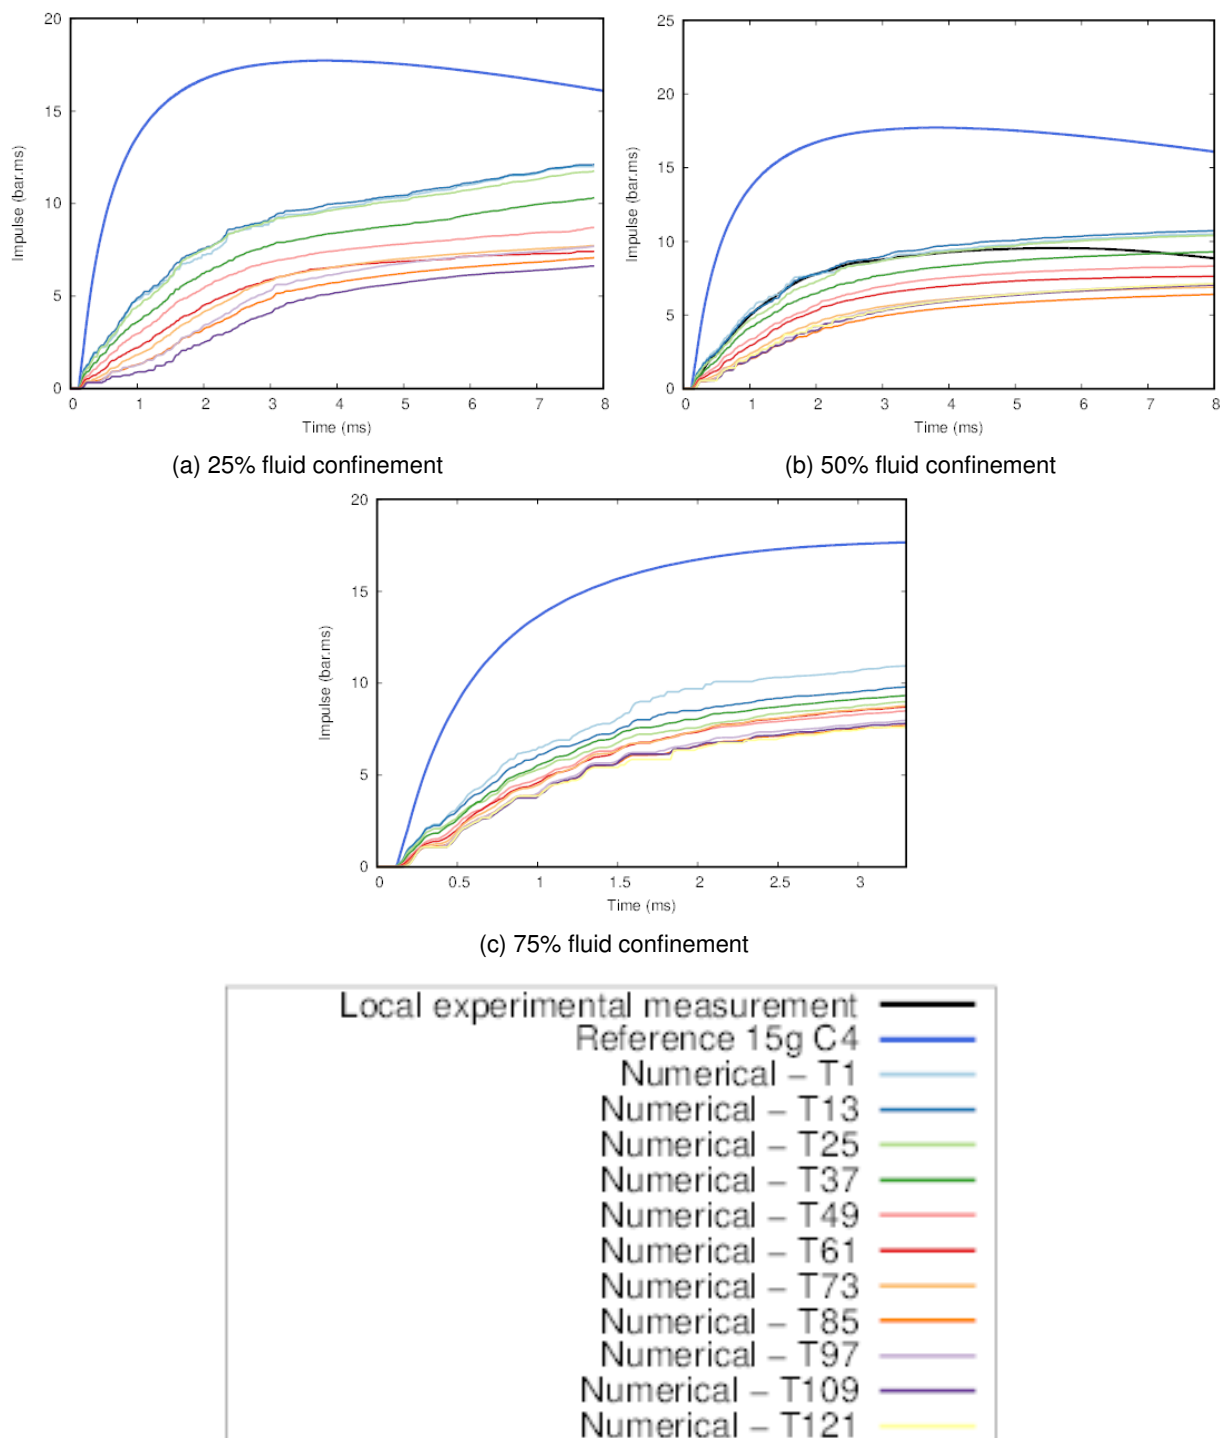 20
15
10
5
0
0 1 2 3 4 5 6 7 8
Impulse (bar.ms)
Time (ms)
(a) 25% fluid confinement
25
20
15
10
5
0
0 1 2 3 4 5 6 7 8
Impulse (bar.ms)
Time (ms)
(b) 50% fluid confinement
20
15
10
5
0
0 0.5 1 1.5 2 2.5 3
Impulse (bar.ms)
Time (ms)
(c) 75% fluid confinement
Local experimental measurement
Reference 15g C4
Numerical – T1
Numerical – T13
Numerical – T25
Numerical – T37
Numerical – T49
Numerical – T61
Numerical – T73
Numerical – T85
Numerical – T97
Numerical – T109
Numerical – T121